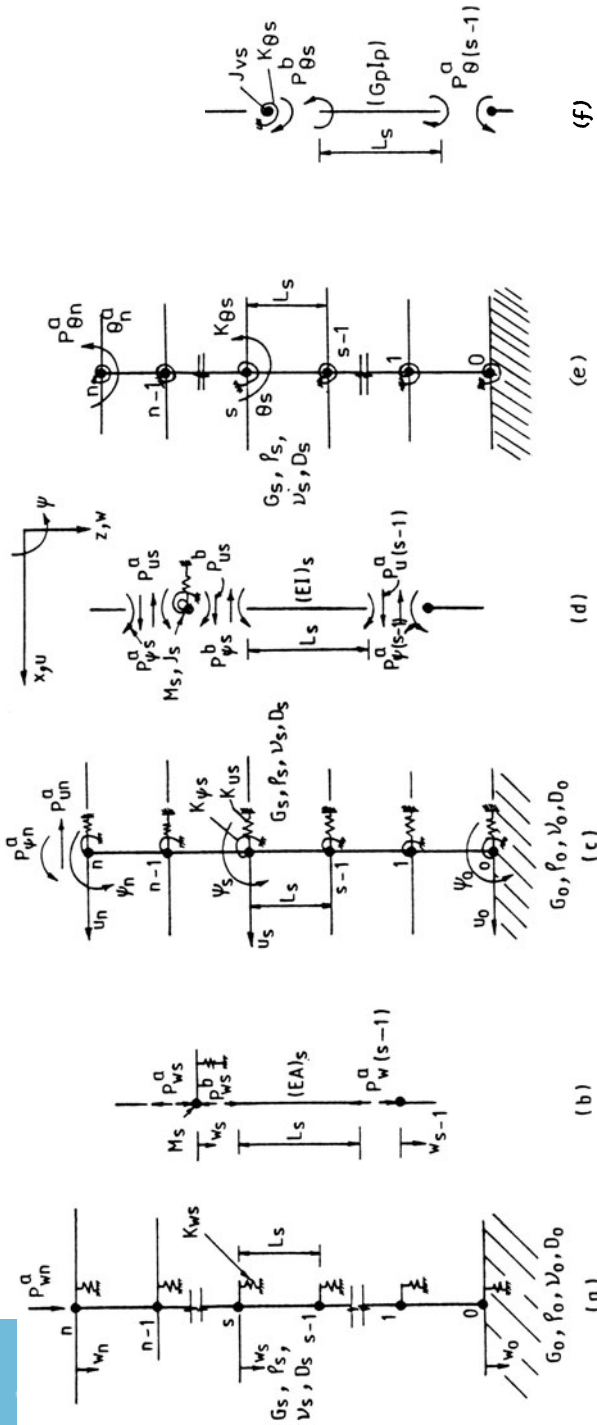 P^a_wn
n
w_n
n-1
K_ws
s
w_s
L_s
G_s, ρ_s,
ν_s, D_s
s-1
1
0
w_0
G_0, ρ_0, ν_0, D_0
(a)
P^a_ws
M_s
P^b_ws
w_s
(EA)_s
L_s
P^a_w(s-1)
w_s-1
(b)
P^a_ψn
P^a_un
n
ψ_n
u_n
n-1
K_ψs
K_us
ψ_s
G_s, ρ_s, ν_s, D_s
u_s
L_s
s-1
1
ψ_0
0
u_0
G_0, ρ_0, ν_0, D_0
(c)
x,u
ψ
z,w
P^a_ψs
P^a_us
M_s, J_s
P^b_ψs
P^b_us
(EI)_s
L_s
P^a_ψ(s-1)
P^a_u(s-1)
(d)
P^a_θn
θ^a_n
n
n-1
K_θs
s
θ_s
G_s, ρ_s,
ν_s, D_s
L_s
s-1
1
0
(e)
J_vs
K_θs
P^b_θs
(GpIp)
L_s
P^a_θ(s-1)
(f)